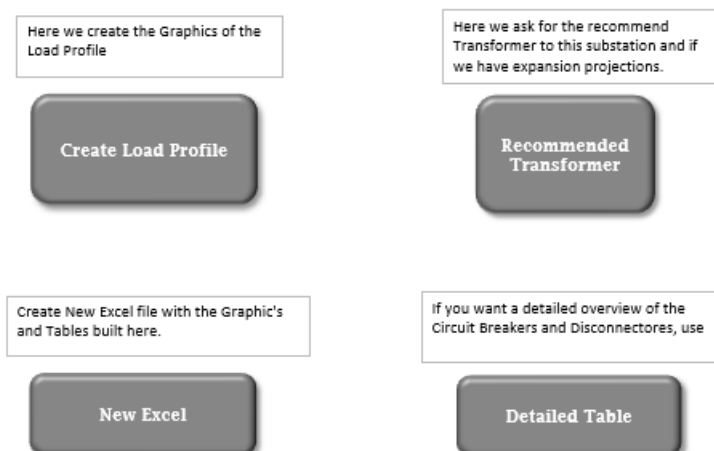 Here we create the Graphics of the
Load Profile
Here we ask for the recommend
Transformer to this substation and if
we have expansion projections.
Create Load Profile
Recommended
Transformer
Create New Excel file with the Graphic's
and Tables built here.
If you want a detailed overview of the
Circuit Breakers and Disconnectores, use
New Excel
Detailed Table